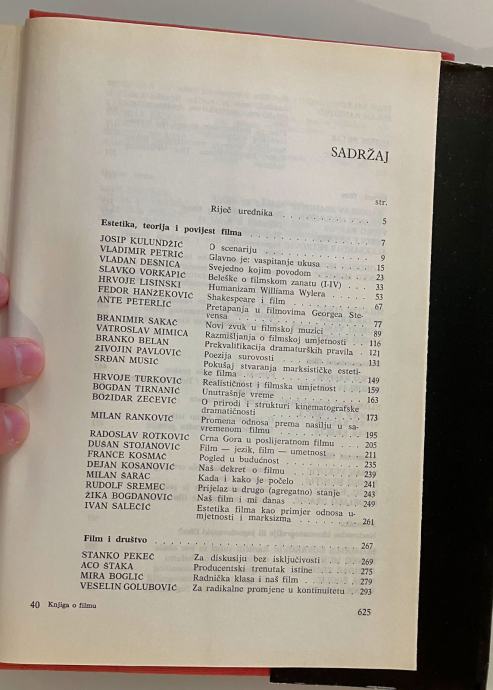 SADRŽAJ
str.
Riječ urednika . . . . . . . . . . 5
Estetika, teorija i povijest filma . . . . . . . . . . 7
JOSIP KULUNDŽIĆ O scenariju . . . . . . . . . . 9
VLADIMIR PETRIĆ Glavno je: vaspitanje ukusa . . . . 15
VLADAN DESNICA Svejedno kojim povodom . . . . 23
SLAVKO VORKAPIĆ Beleške o filmskom zanatu (I-IV) . . 33
HRVOJE LISINSKI Humanizam Williama Wylera . . . . 53
FEDOR HANŽEKOVIĆ Shakespeare i film . . . . . . . . 67
ANTE PETERLIĆ Pretapanja u filmovima Georgea Ste-
vensa . . . . . . . . . . 77
BRANIMIR SAKAČ Novi zvuk u filmskoj muzici . . . . 89
VATROSLAV MIMICA Razmišljanja o filmskoj umjetnosti . . 116
BRANKO BELAN Prekvalifikacija dramaturških pravila . 121
ŽIVOJIN PAVLOVIĆ Poezija surovosti . . . . . . . . 131
SRĐAN MUSIĆ Pokušaj stvaranja marksističke esteti-
ke filma . . . . . . . . . . 149
HRVOJE TURKOVIĆ Realističnost i filmska umjetnost . . 159
BOGDAN TIRNANIĆ Unutrašnje vreme . . . . . . . . 163
BOŽIDAR ZEČEVIĆ O prirodi i strukturi kinematografske
dramatičnosti . . . . . . . . 173
MILAN RANKOVIĆ Promena odnosa prema nasilju u sa-
vremenom filmu . . . . . . . . 195
RADOSLAV ROTKOVIĆ Crna Gora u poslijeratnom filmu . . 205
DUŠAN STOJANOVIĆ Film — jezik, film — umetnost . . . . 211
FRANCE KOSMAČ Pogled u budućnost . . . . . . . . 235
DEJAN KOSANOVIĆ Naš dekret o filmu . . . . . . . . 239
MILAN ŠARAC Kada i kako je počelo . . . . . . 241
RUDOLF SREMEC Prijelaz u drugo (agregatno) stanje . . 243
ŽIKA BOGDANOVIĆ Naš film i mi danas . . . . . . . . 249
IVAN SALEČIĆ Estetika filma kao primjer odnosa u-
mjetnosti i marksizma . . . . . . 261
Film i društvo . . . . . . . . . . 267
STANKO PEKEČ Za diskusiju bez isključivosti . . . . 269
ACO ŠTAKA Producentski trenutak istine . . . . 275
MIRA BOGLIĆ Radnička klasa i naš film . . . . . . 279
VESELIN GOLUBOVIĆ Za radikalne promjene u kontinuitetu . 293
40 Knjiga o filmu
625